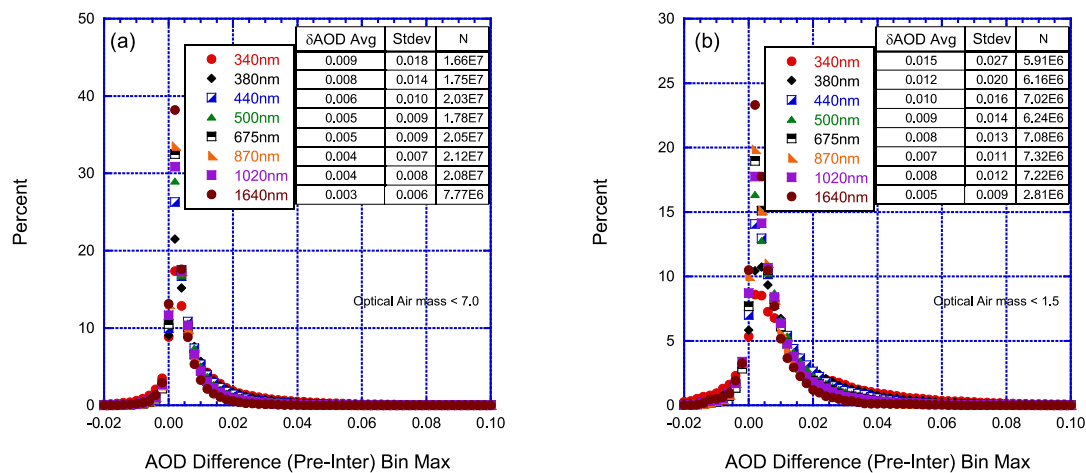 50
40
30
20
10
0
Percent
(a)
δAOD Avg Stdev N
340nm 0.009 0.018 1.66E7
380nm 0.008 0.014 1.75E7
440nm 0.006 0.010 2.03E7
500nm 0.005 0.009 1.78E7
675nm 0.005 0.009 2.05E7
870nm 0.004 0.007 2.12E7
1020nm 0.004 0.008 2.08E7
1640nm 0.003 0.006 7.77E6
Optical Air mass < 7.0
-0.02 0.00 0.02 0.04 0.06 0.08 0.10
AOD Difference (Pre-Inter) Bin Max
30
25
20
15
10
5
0
Percent
(b)
δAOD Avg Stdev N
340nm 0.015 0.027 5.91E6
380nm 0.012 0.020 6.16E6
440nm 0.010 0.016 7.02E6
500nm 0.009 0.014 6.24E6
675nm 0.008 0.013 7.08E6
870nm 0.007 0.011 7.32E6
1020nm 0.008 0.012 7.22E6
1640nm 0.005 0.009 2.81E6
Optical Air mass < 1.5
-0.02 0.00 0.02 0.04 0.06 0.08 0.10
AOD Difference (Pre-Inter) Bin Max